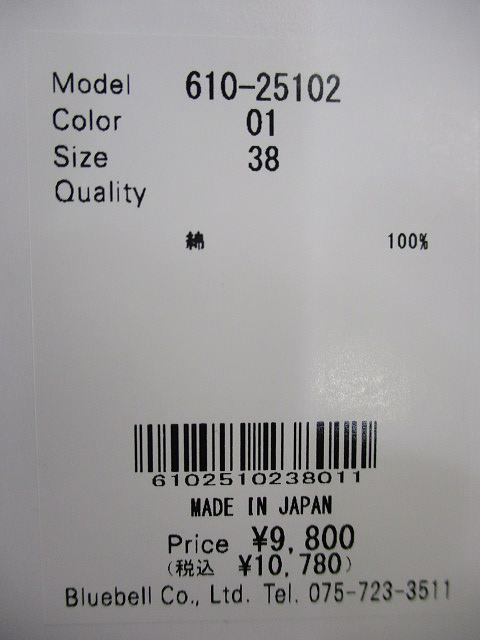 Model 610-25102
Color 01
Size 38
Quality
綿 100%
6102510238011
MADE IN JAPAN
Price ¥9,800
(税込 ¥10,780)
Bluebell Co., Ltd. Tel. 075-723-3511